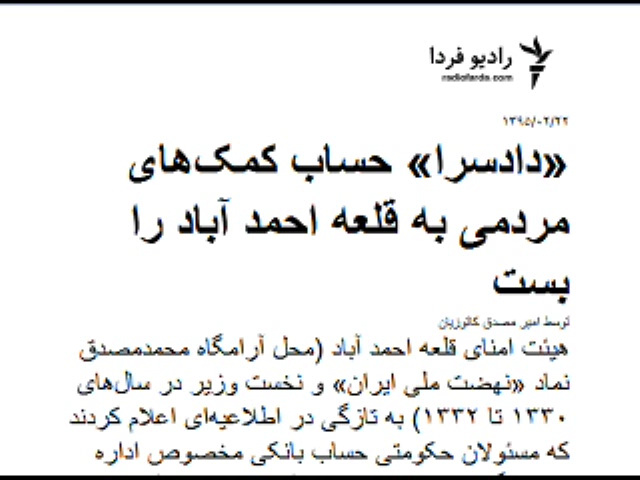 رادیو فردا
radiofarda.com
۱۳۹۵/۰۲/۲۲
«دادسرا» حساب کمک‌های
مردمی به قلعه احمد آباد را
بست
توسط امیر مصدق کاتوزیان
هیئت امنای قلعه احمد آباد (محل آرامگاه محمدمصدق
نماد «نهضت ملی ایران» و نخست وزیر در سال‌های
۱۳۳۰ تا ۱۳۳۲) به تازگی در اطلاعیه‌ای اعلام کردند
که مسئولان حکومتی حساب بانکی مخصوص اداره